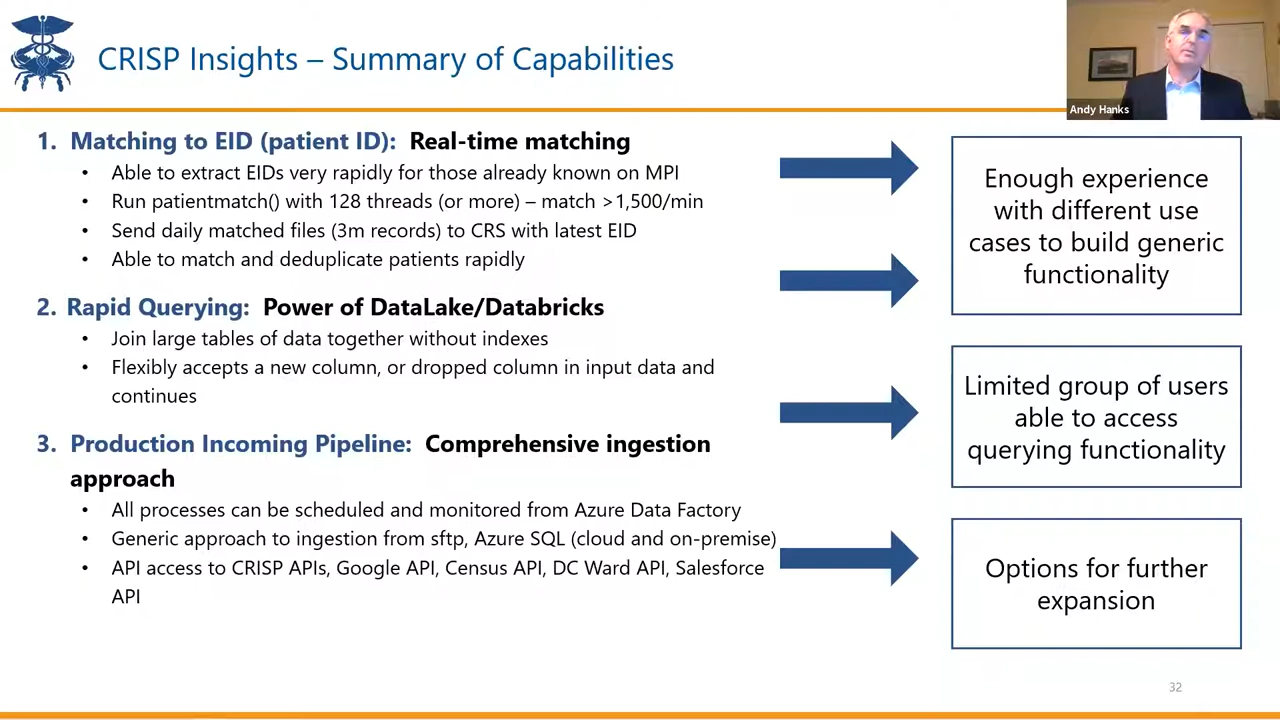 CRISP Insights – Summary of Capabilities
Andy Hanks
1. Matching to EID (patient ID): Real-time matching
• Able to extract EIDs very rapidly for those already known on MPI
• Run patientmatch() with 128 threads (or more) – match >1,500/min
• Send daily matched files (3m records) to CRS with latest EID
• Able to match and deduplicate patients rapidly
2. Rapid Querying: Power of DataLake/Databricks
• Join large tables of data together without indexes
• Flexibly accepts a new column, or dropped column in input data and
continues
3. Production Incoming Pipeline: Comprehensive ingestion
approach
• All processes can be scheduled and monitored from Azure Data Factory
• Generic approach to ingestion from sftp, Azure SQL (cloud and on-premise)
• API access to CRISP APIs, Google API, Census API, DC Ward API, Salesforce
API
Enough experience
with different use
cases to build generic
functionality
Limited group of users
able to access
querying functionality
Options for further
expansion
32